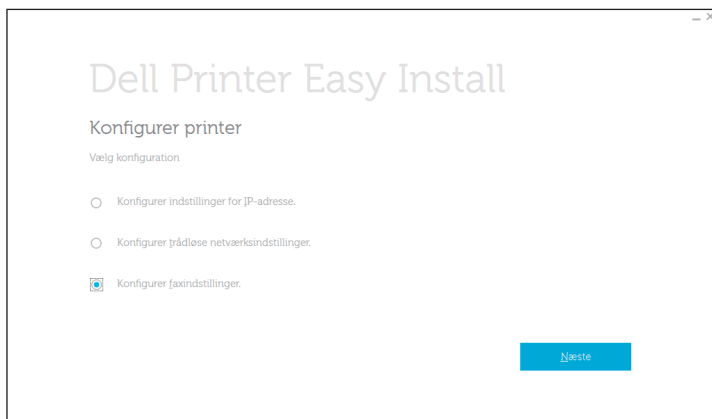 Dell Printer Easy Install
Konfigurer printer
Vælg konfiguration
Konfigurer indstillinger for IP-adresse.
Konfigurer trådløse netværksindstillinger.
Konfigurer faxindstillinger.
Næste